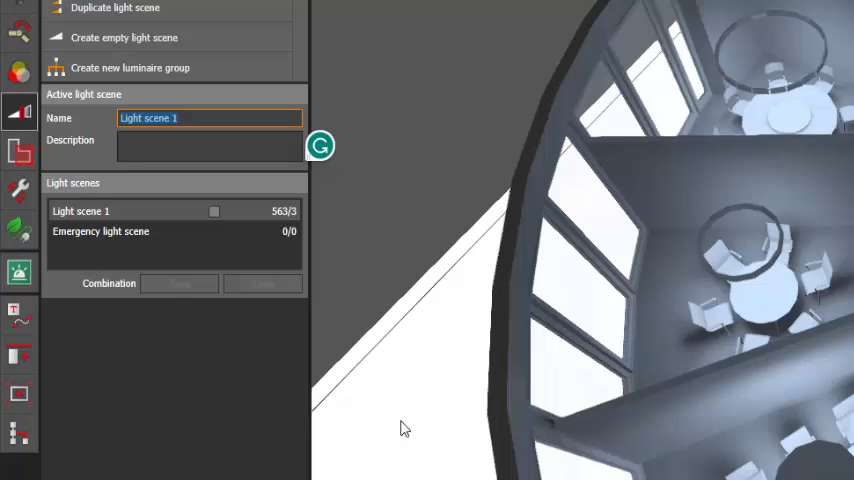 Duplicate light scene
Create empty light scene
Create new luminaire group
Active light scene
Name
Light scene 1
Description
Light scenes
Light scene 1 563/3
Emergency light scene 0/0
Combination